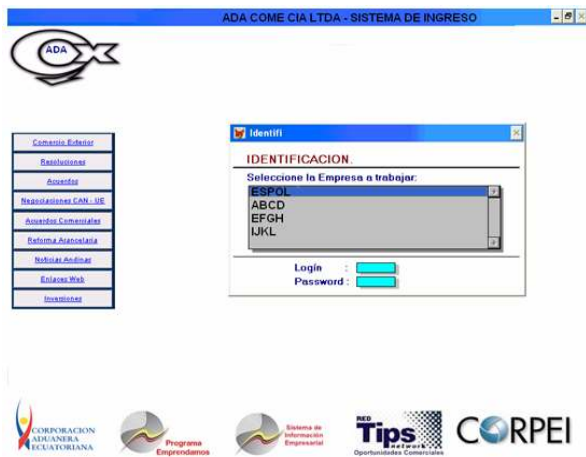 ADA COME CIA LTDA - SISTEMA DE INGRESO
ADA
Comercio Exterior
Resoluciones
Acuerdos
Negociaciones CAN - UE
Acuerdos Comerciales
Reforma Arancelaria
Noticias Andinas
Enlaces Web
Inversiones
Identifi
IDENTIFICACION.
Seleccione la Empresa a trabajar:
ESPOL
ABCD
EFGH
IJKL
Login :
Password :
CORPORACION
ADUANERA
ECUATORIANA
Programa
Emprendamos
Sistema de
Información
Empresarial
RED
Tips
network
Oportunidades Comerciales
CORPEI